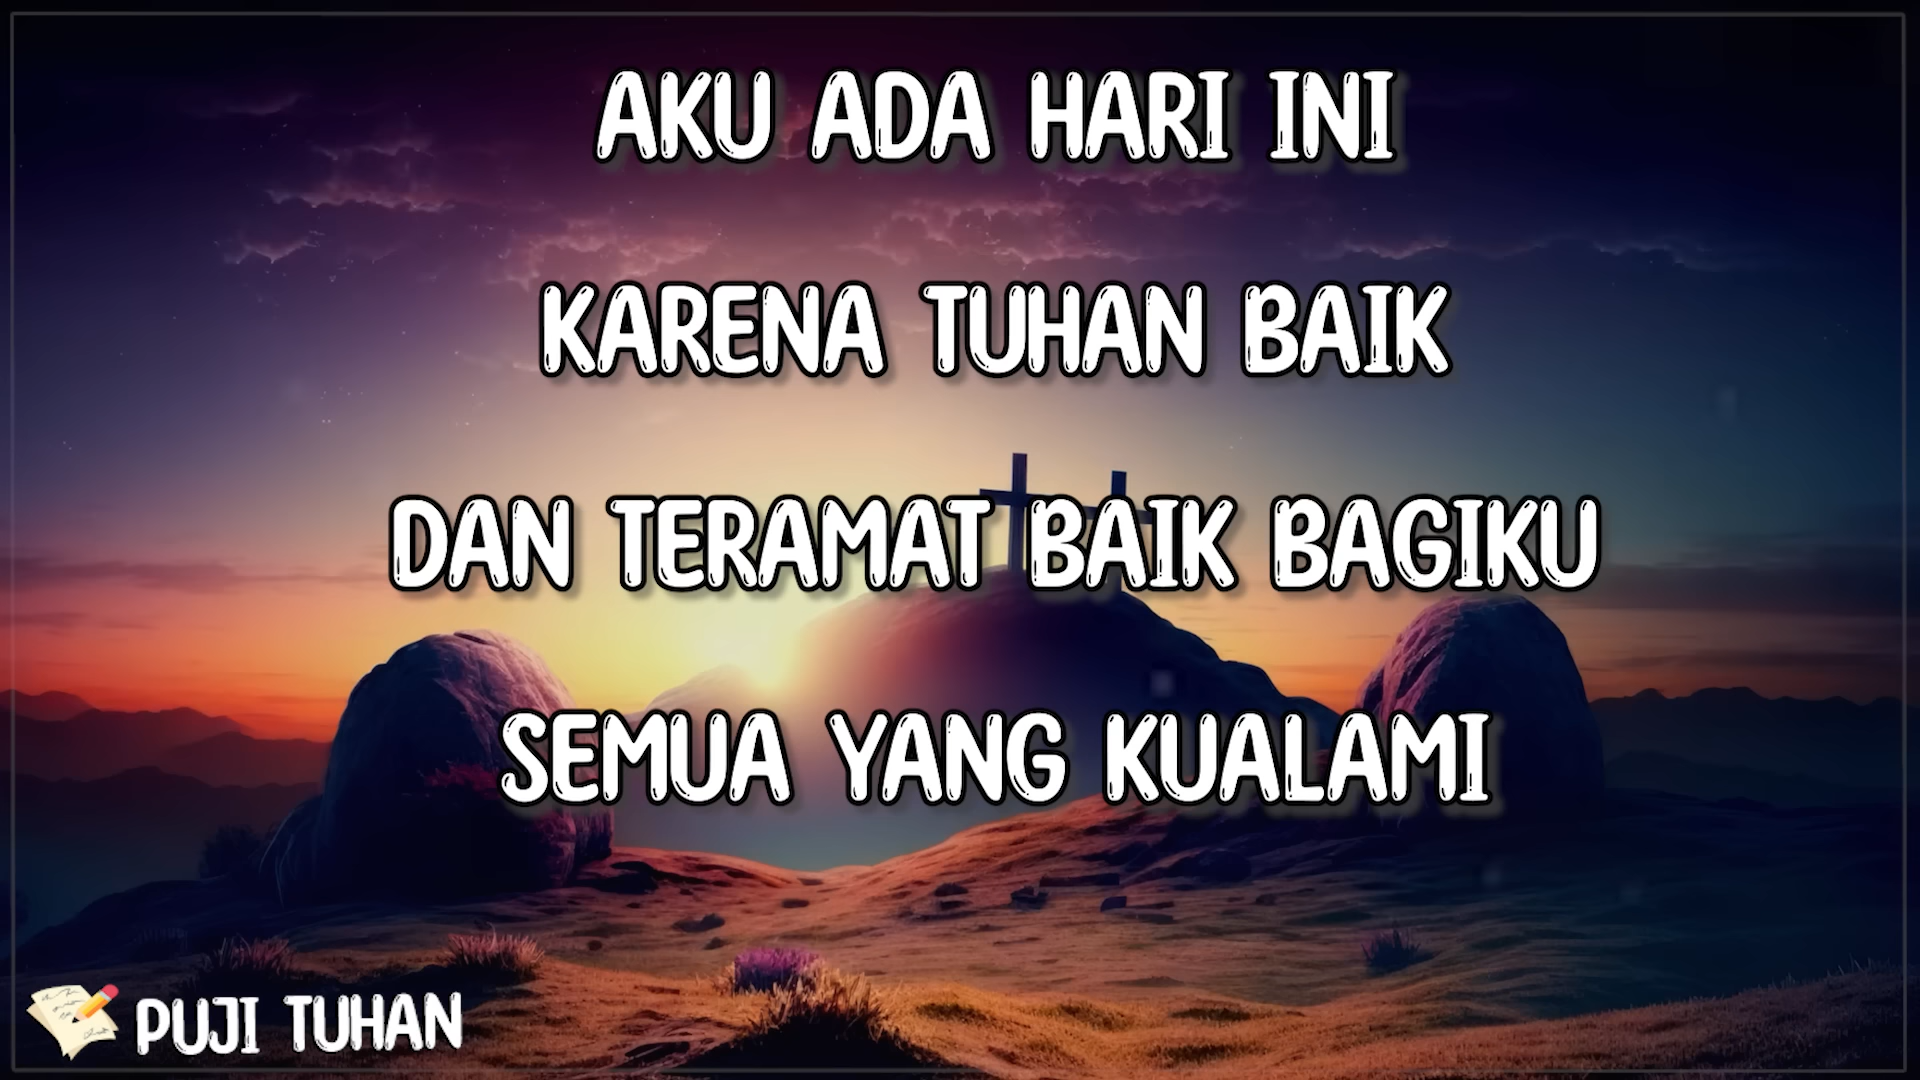 AKU ADA HARI INI
KARENA TUHAN BAIK
DAN TERAMAT BAIK BAGIKU
SEMUA YANG KUALAMI
PUJI TUHAN